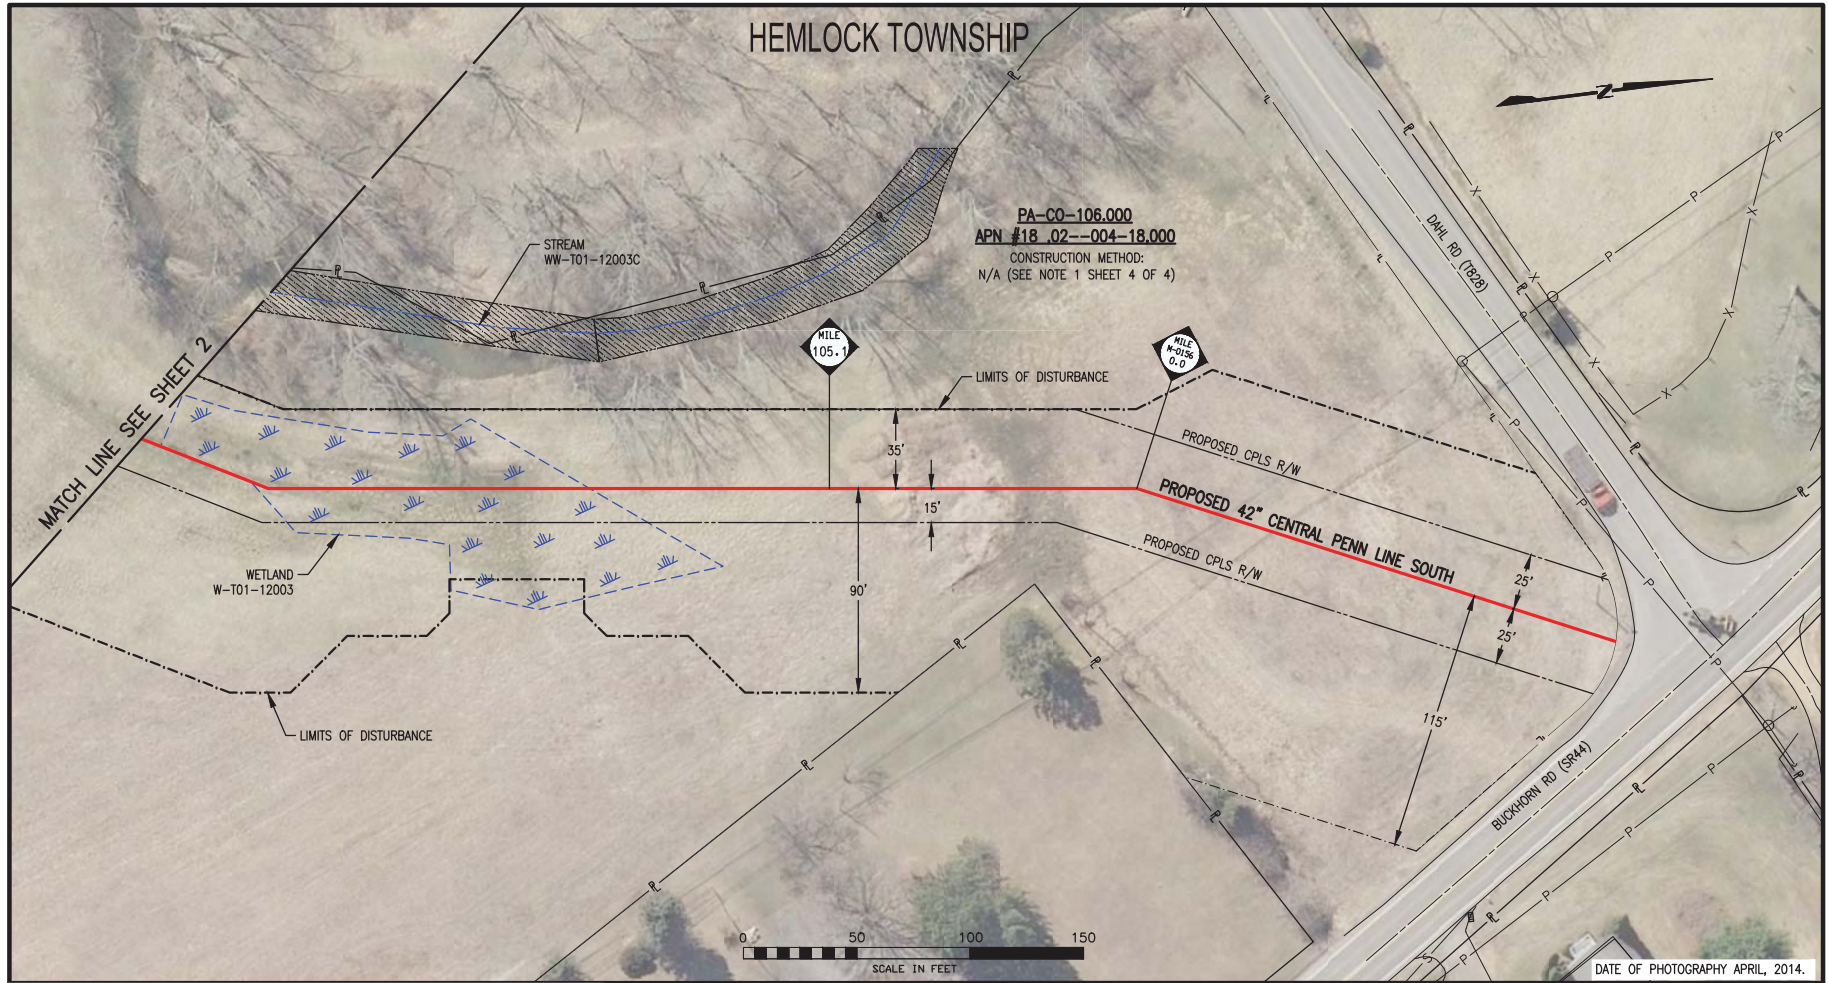 HEMLOCK TOWNSHIP
N
PA-CO-106.000
APN #18 .02--004-18.000
CONSTRUCTION METHOD:
N/A (SEE NOTE 1 SHEET 4 OF 4)
STREAM
WW-T01-12003C
DAHL RD (T828)
MILE
105.1
MILE
M-0156
0.0
MATCH LINE SEE SHEET 2
LIMITS OF DISTURBANCE
35'
15'
90'
PROPOSED CPLS R/W
PROPOSED 42" CENTRAL PENN LINE SOUTH
PROPOSED CPLS R/W
25'
25'
115'
WETLAND
W-T01-12003
LIMITS OF DISTURBANCE
BUCKHORN RD (SR44)
0 50 100 150
SCALE IN FEET
DATE OF PHOTOGRAPHY APRIL, 2014.